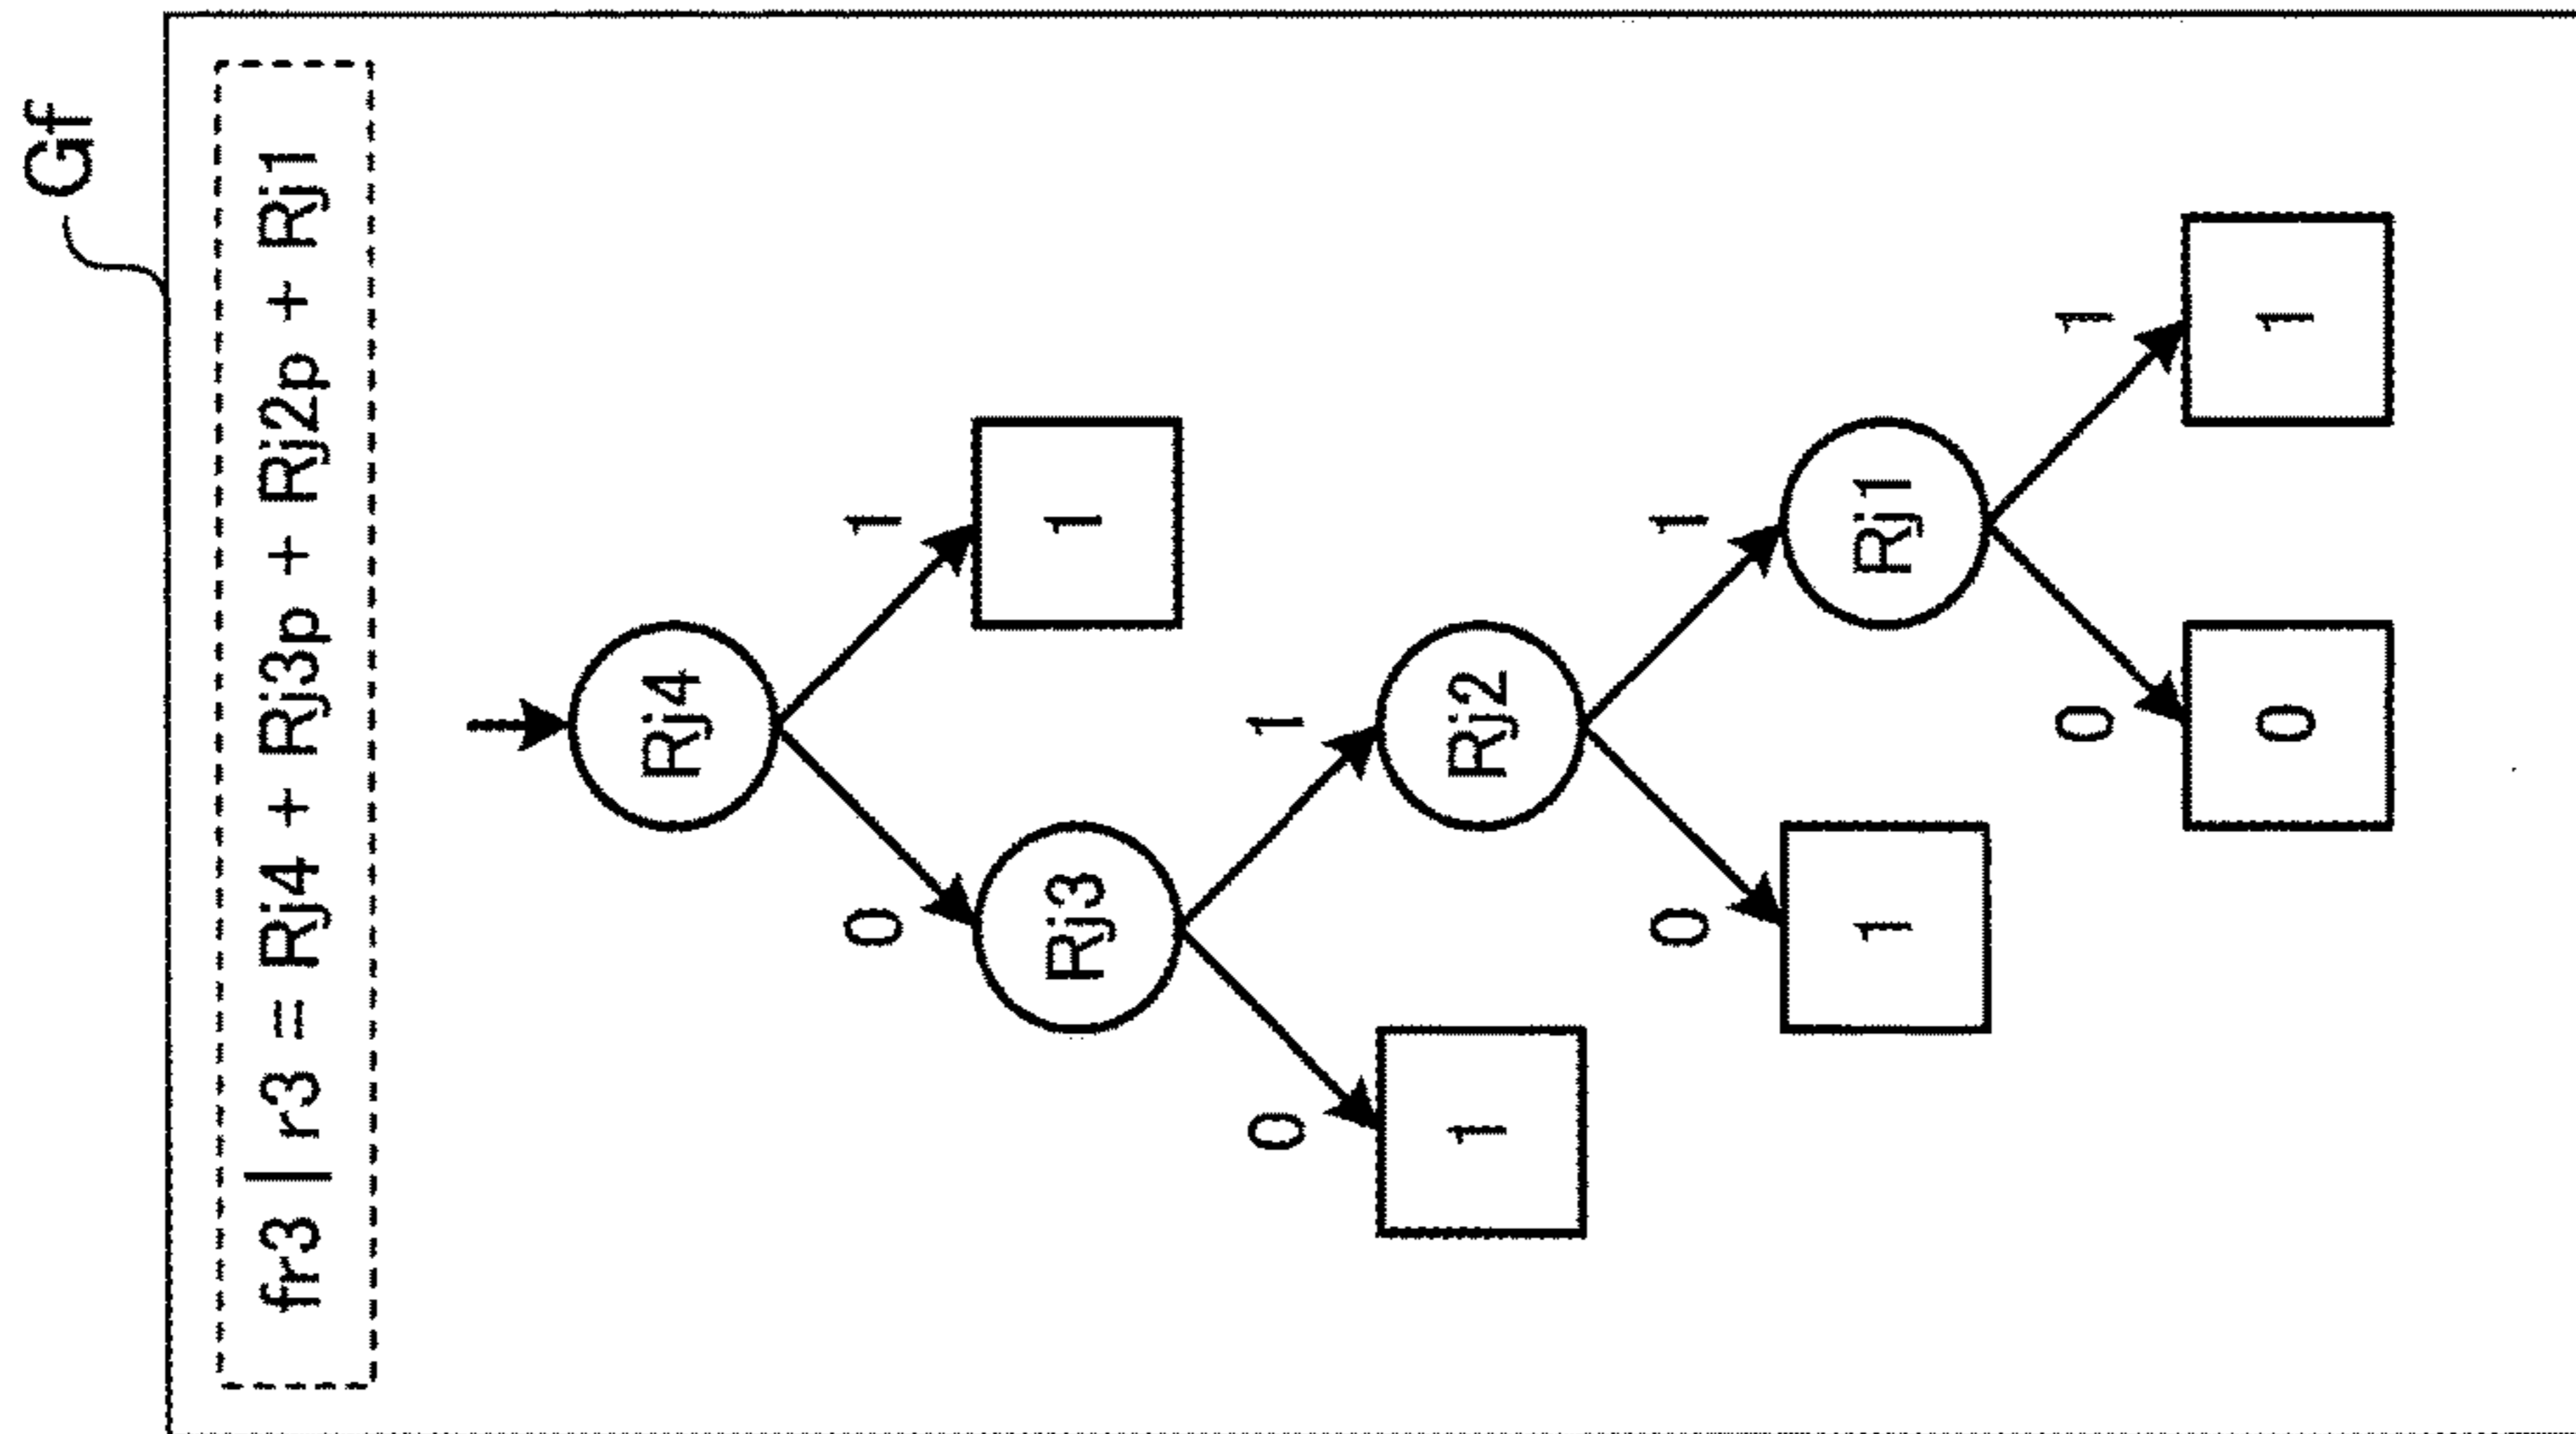 Gf
fr3 | r3 = Rj4 + Rj3p + Rj2p + Rj1
Rj4
0 1
Rj3 1
0 1
1 Rj2
0 1
1 Rj1
0 1
0 1